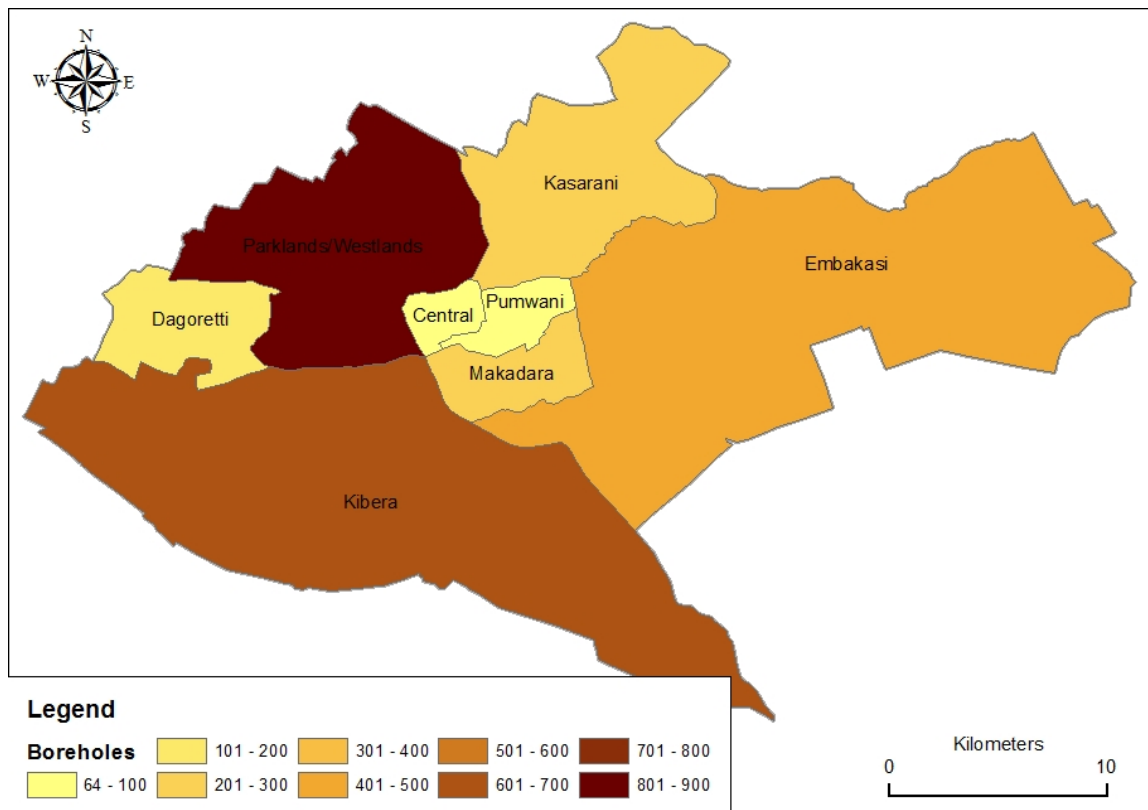 N
W E
S
Kasarani
Parklands/Westlands
Embakasi
Pumwani
Central
Dagoretti
Makadara
Kibera
Legend
Boreholes
64 - 100
101 - 200
201 - 300
301 - 400
401 - 500
501 - 600
601 - 700
701 - 800
801 - 900
Kilometers
0 10